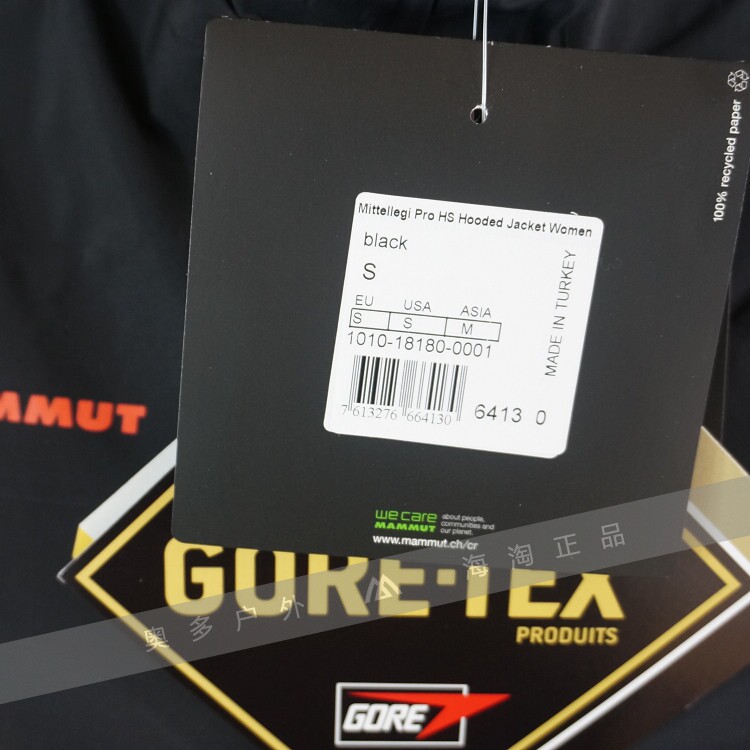 100% recycled paper
Mittellegi Pro HS Hooded Jacket Women
black
S
EU USA ASIA
S S M
1010-18180-0001
MADE IN TURKEY
7 613276 664130
6413 0
MAMMUT
we care
MAMMUT
about people,
communities and
our planet.
www.mammut.ch/cr
GORE-TEX
PRODUITS
奥多户外 海淘正品
GORE